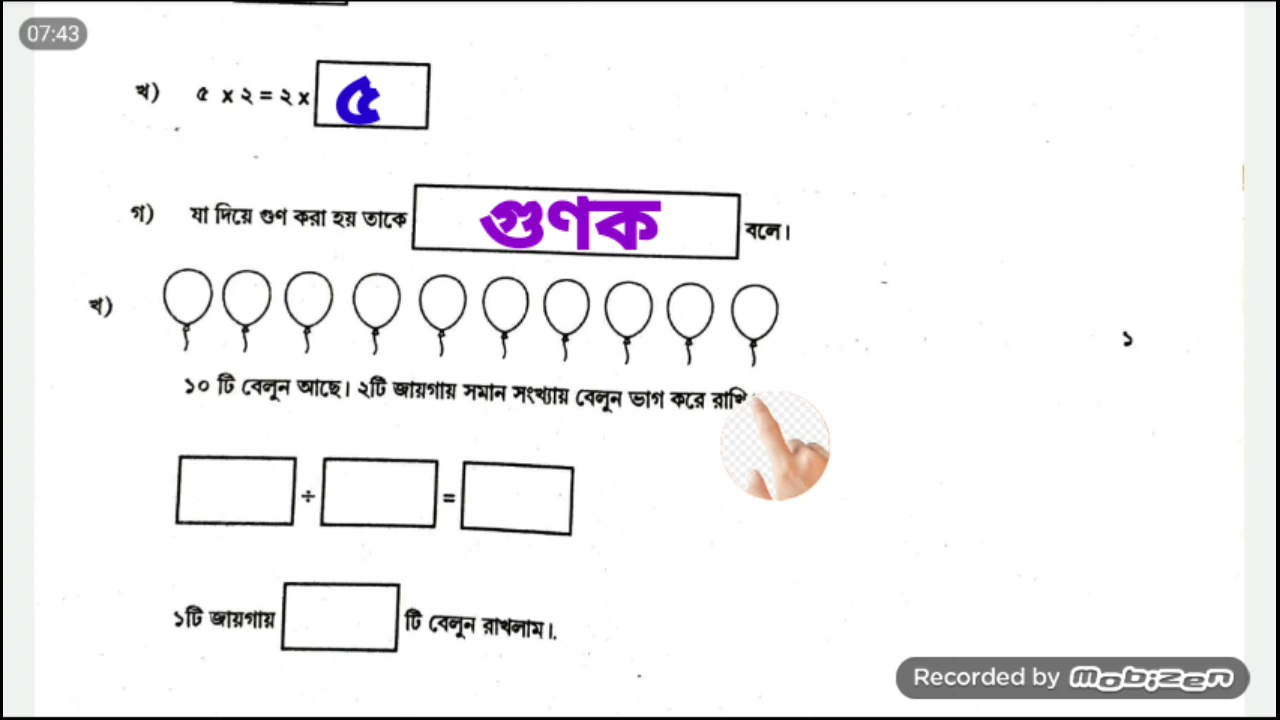 07:43
খ) ৫ x ২ = ২ x ৫
গ) যা দিয়ে গুণ করা হয় তাকে গুণক বলে।
খ)
১
১০ টি বেলুন আছে। ২টি জায়গায় সমান সংখ্যায় বেলুন ভাগ করে রাখি
÷ =
১টি জায়গায় টি বেলুন রাখলাম।
Recorded by mobizen